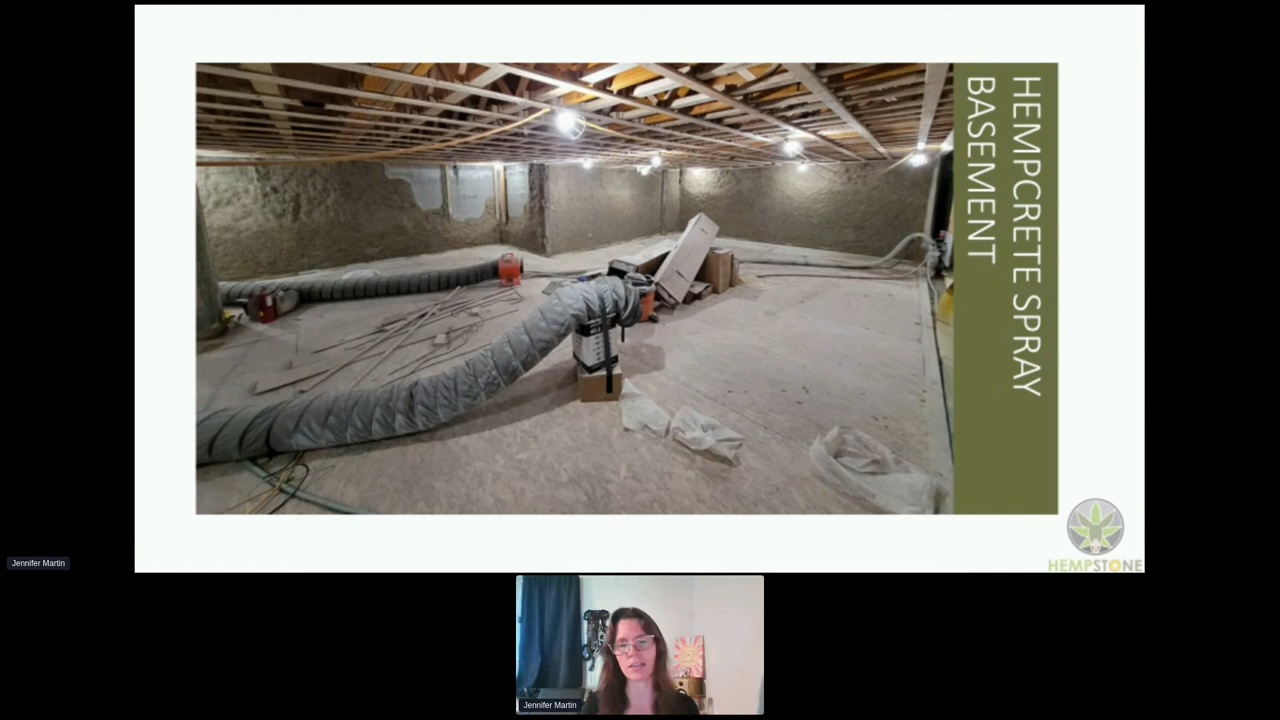 HEMPCRETE SPRAY
BASEMENT
HEMPSTONE
Jennifer Martin
Jennifer Martin